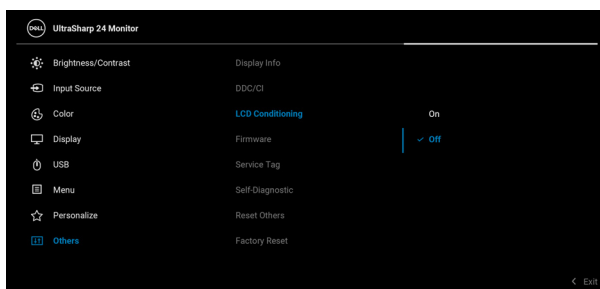 DELL UltraSharp 24 Monitor
Brightness/Contrast
Input Source
Color
Display
USB
Menu
Personalize
Others
Display Info
DDC/CI
LCD Conditioning
Firmware
Service Tag
Self-Diagnostic
Reset Others
Factory Reset
On
Off
Exit